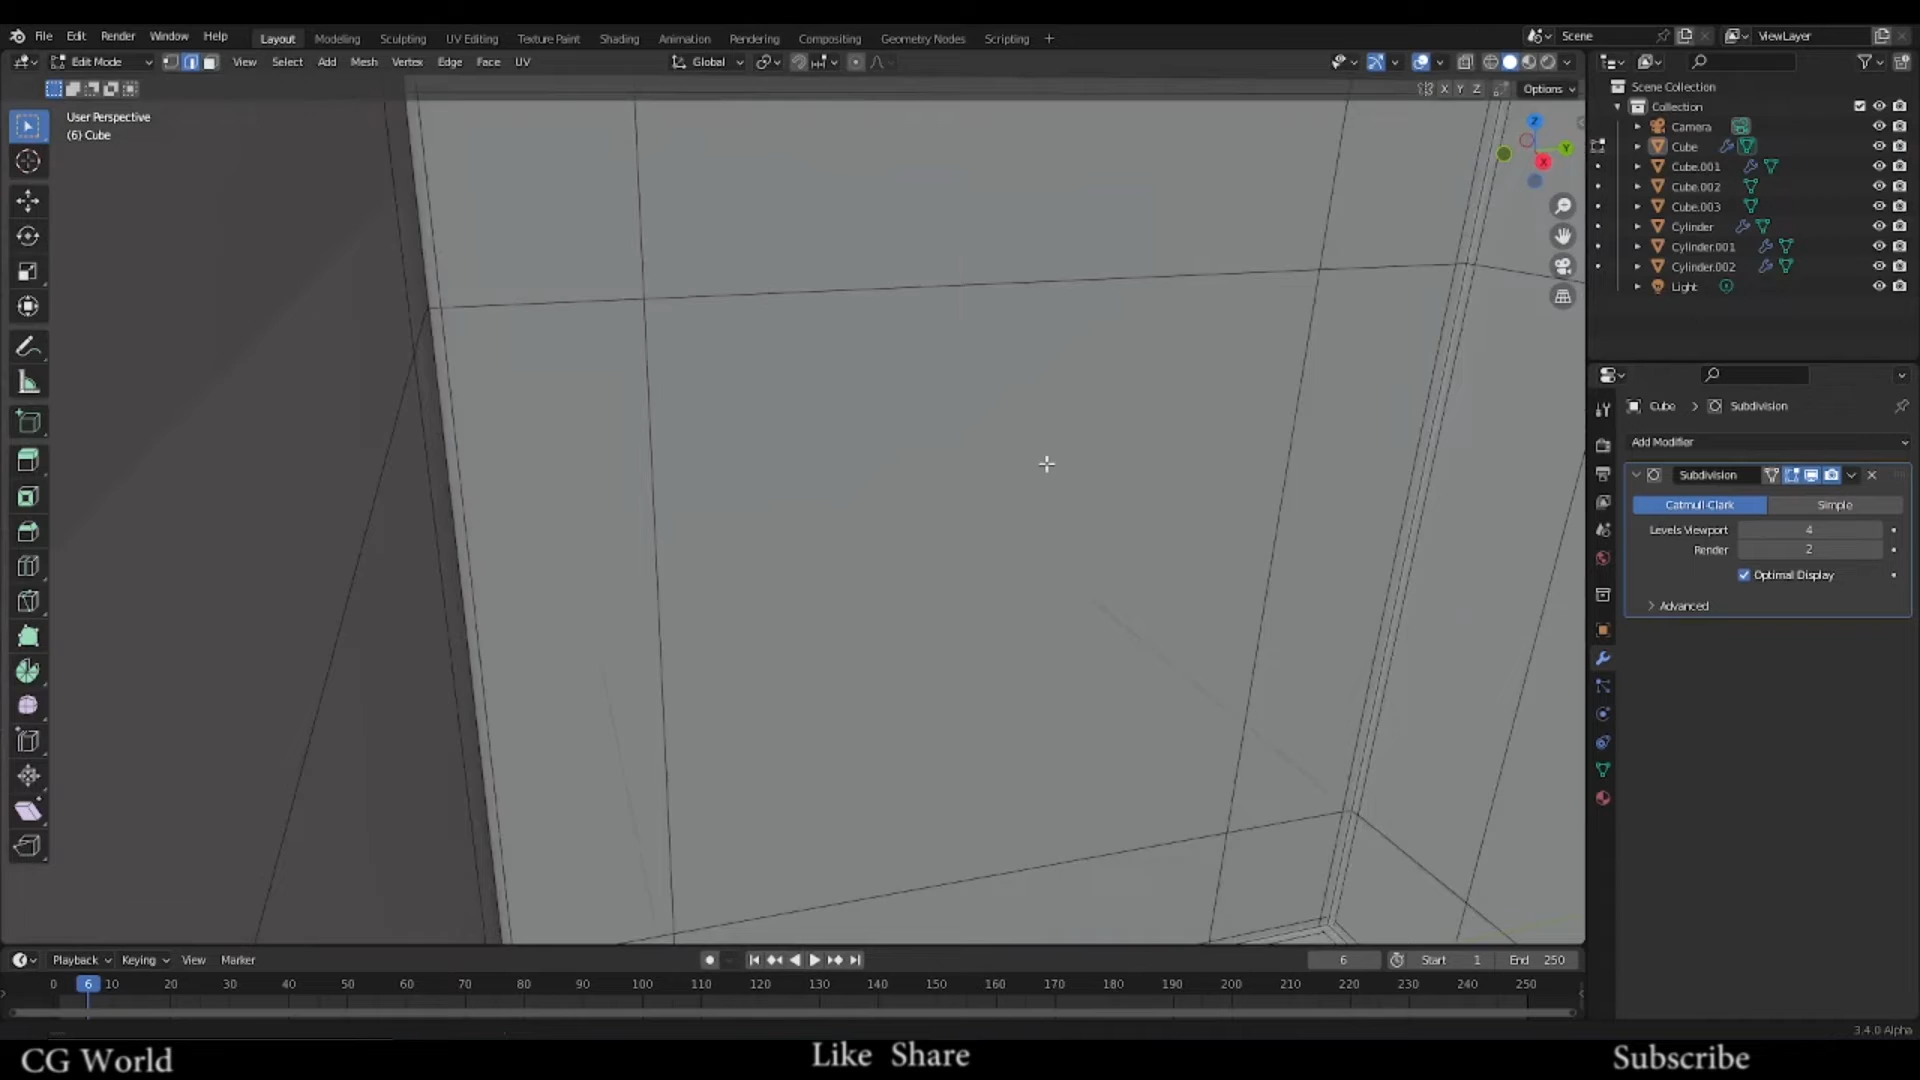 File Edit Render Window Help Layout Modeling Sculpting UV Editing Texture Paint Shading Animation Rendering Compositing Geometry Nodes Scripting + Scene ViewLayer
Edit Mode View Select Add Mesh Vertex Edge Face UV Global
X Y Z Options
User Perspective
(6) Cube
Z
Y
X
Scene Collection
Collection
Camera
Cube
Cube.001
Cube.002
Cube.003
Cylinder
Cylinder.001
Cylinder.002
Light
Cube > Subdivision
Add Modifier
Subdivision
Catmull-Clark Simple
Levels Viewport 4
Render 2
Optimal Display
Advanced
Playback Keying View Marker 6 Start 1 End 250
0 6 10 20 30 40 50 60 70 80 90 100 110 120 130 140 150 160 170 180 190 200 210 220 230 240 250
3.4.0 Alpha
CG World Like Share Subscribe